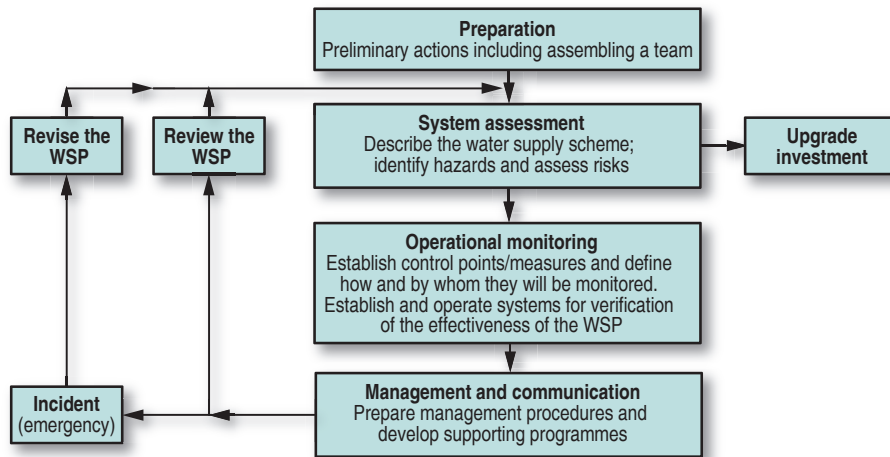 Preparation
Preliminary actions including assembling a team
Revise the
WSP
Review the
WSP
System assessment
Describe the water supply scheme;
identify hazards and assess risks
Upgrade
investment
Operational monitoring
Establish control points/measures and define
how and by whom they will be monitored.
Establish and operate systems for verification
of the effectiveness of the WSP
Incident
(emergency)
Management and communication
Prepare management procedures and
develop supporting programmes